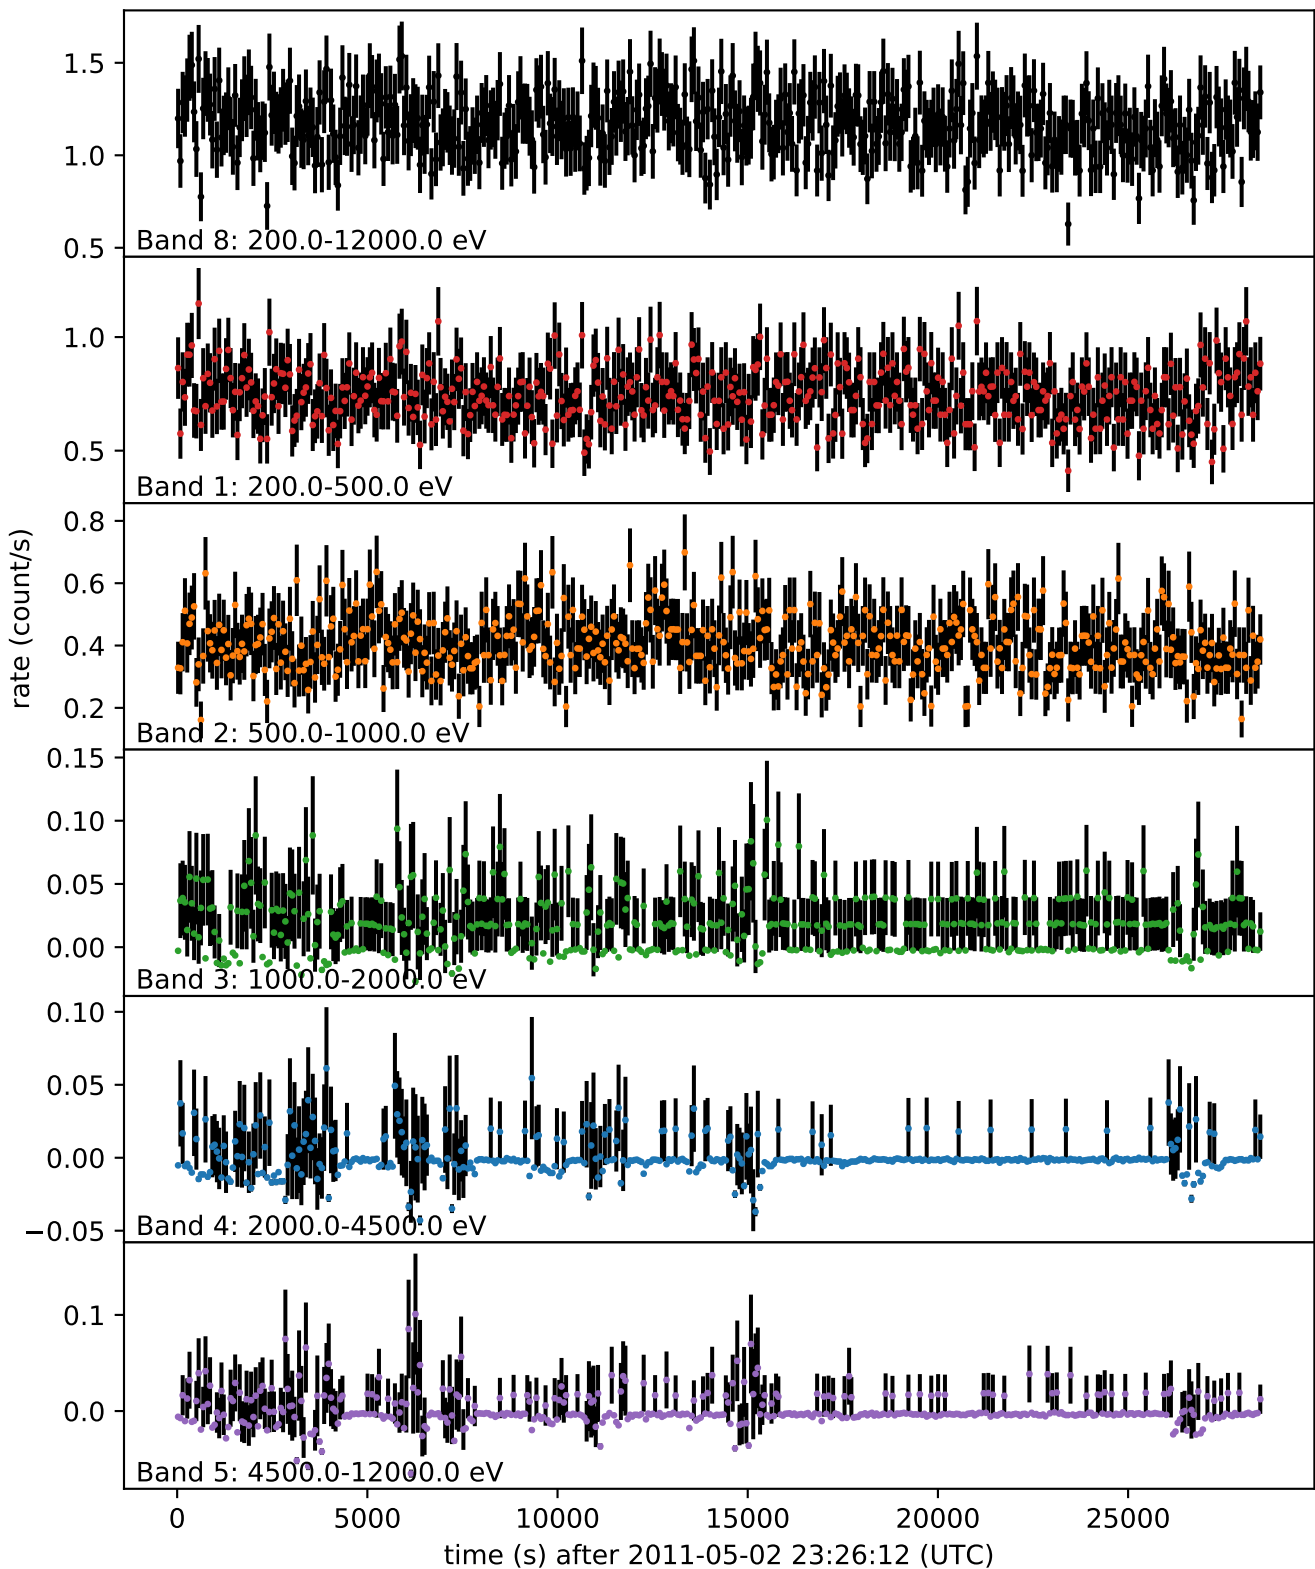 1.5
1.0
0.5
Band 8: 200.0-12000.0 eV
1.0
0.5
Band 1: 200.0-500.0 eV
0.8
0.6
0.4
0.2
Band 2: 500.0-1000.0 eV
rate (count/s)
0.15
0.10
0.05
0.00
Band 3: 1000.0-2000.0 eV
0.10
0.05
0.00
−0.05
Band 4: 2000.0-4500.0 eV
0.1
0.0
Band 5: 4500.0-12000.0 eV
0 5000 10000 15000 20000 25000
time (s) after 2011-05-02 23:26:12 (UTC)